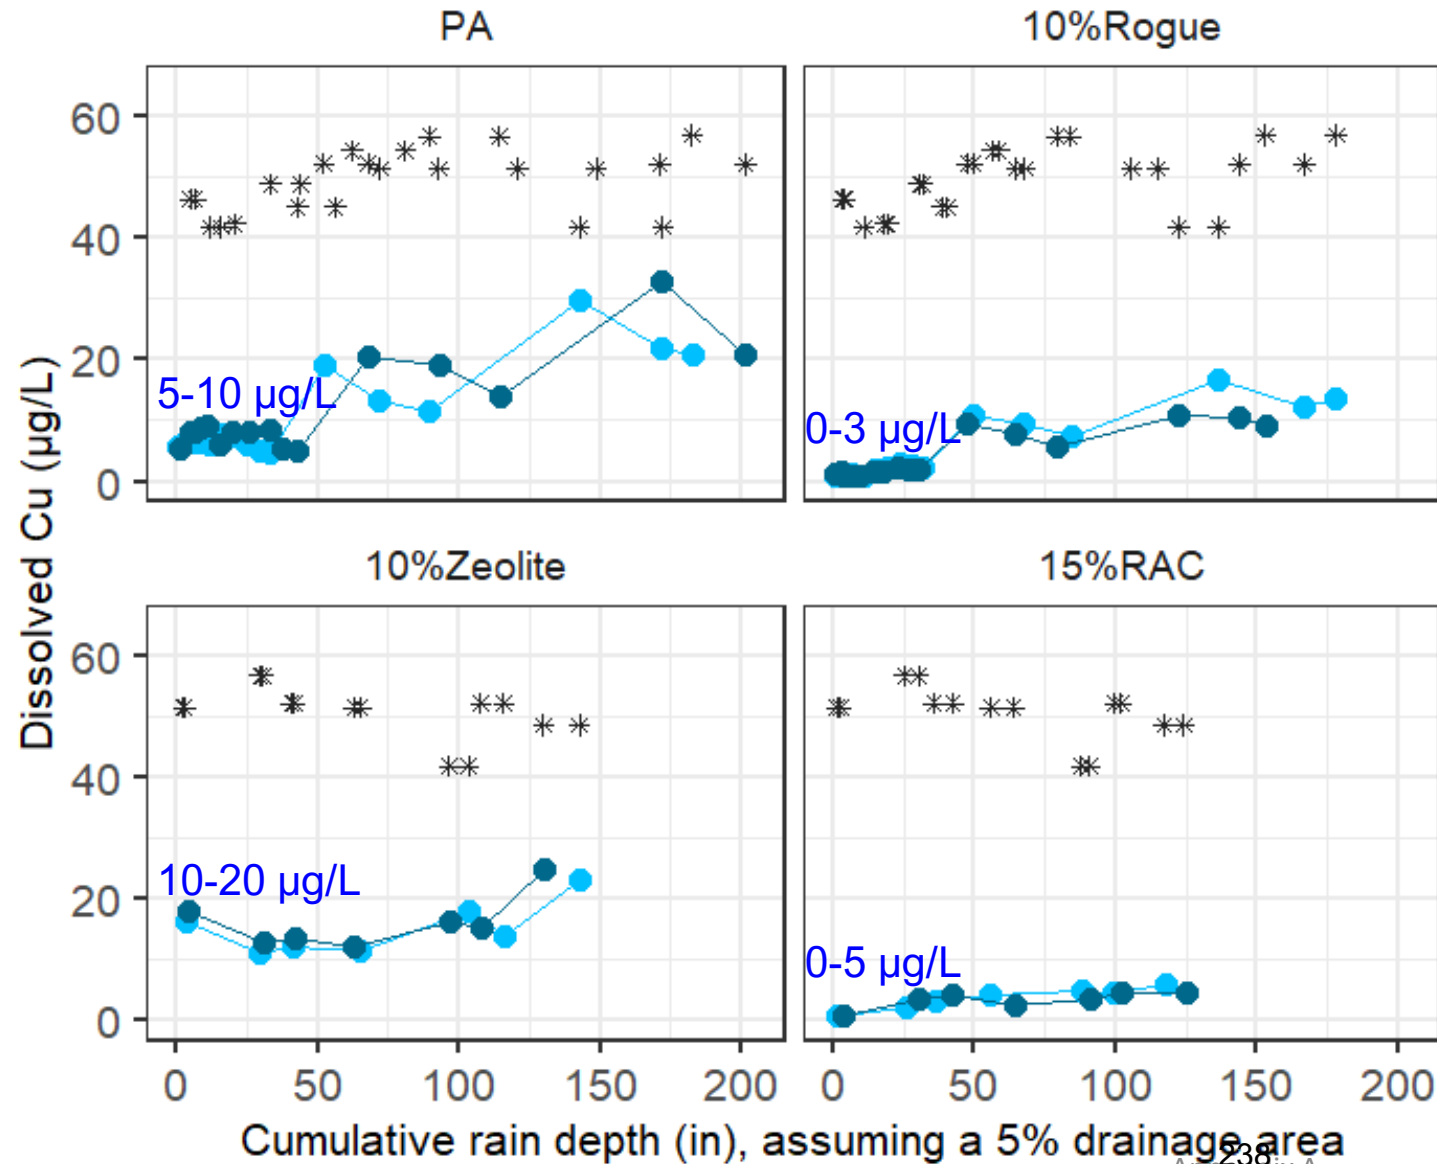 PA
10%Rogue
60
40
20
0
5-10 µg/L
0-3 µg/L
Dissolved Cu (µg/L)
10%Zeolite
15%RAC
60
40
20
0
10-20 µg/L
0-5 µg/L
0 50 100 150 200
0 50 100 150 200
Cumulative rain depth (in), assuming a 5% drainage area
238